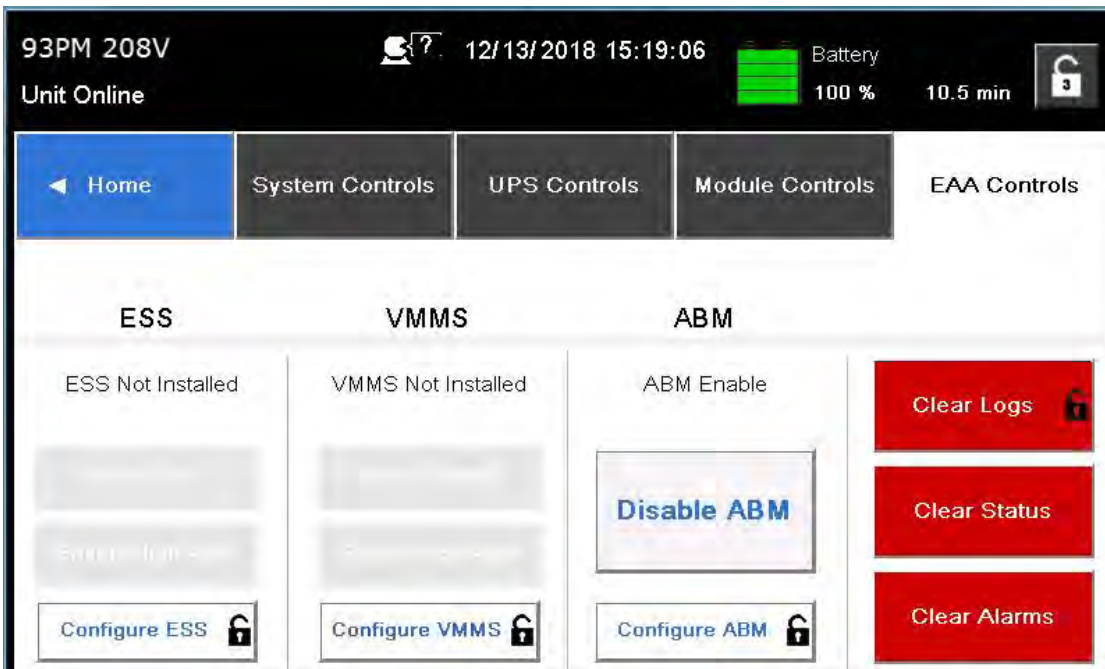 93PM 208V
? 12/13/2018 15:19:06
Battery
Unit Online
100 % 10.5 min
3
Home System Controls UPS Controls Module Controls EAA Controls
ESS VMMS ABM
ESS Not Installed VMMS Not Installed ABM Enable
Clear Logs
Disable ABM
Clear Status
Configure ESS Configure VMMS Configure ABM
Clear Alarms